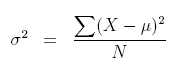 σ² = ∑(X − μ)² / N